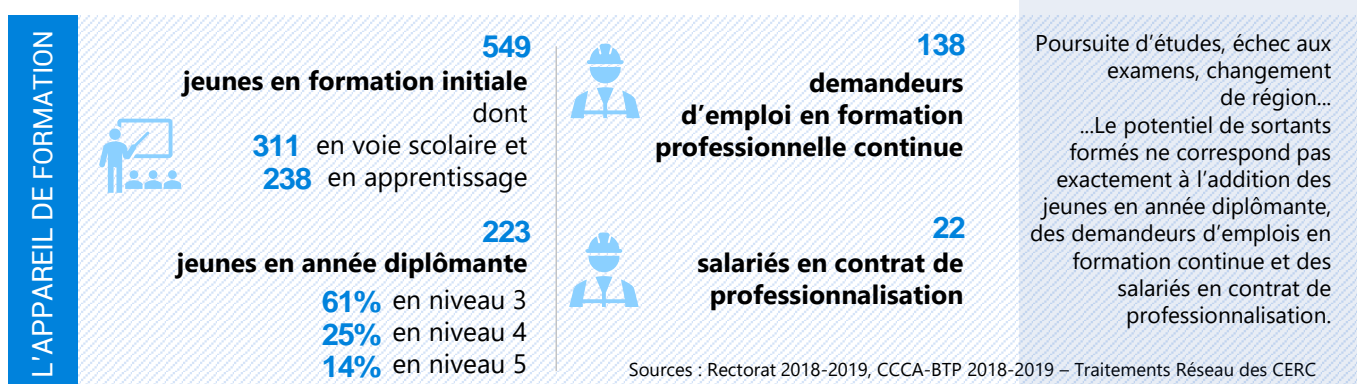 L'APPAREIL DE FORMATION
549
jeunes en formation initiale
dont
311 en voie scolaire et
238 en apprentissage
223
jeunes en année diplômante
61% en niveau 3
25% en niveau 4
14% en niveau 5
138
demandeurs
d’emploi en formation
professionnelle continue
22
salariés en contrat de
professionnalisation
Poursuite d’études, échec aux
examens, changement
de région...
...Le potentiel de sortants
formés ne correspond pas
exactement à l’addition des
jeunes en année diplômante,
des demandeurs d’emplois en
formation continue et des
salariés en contrat de
professionnalisation.
Sources : Rectorat 2018-2019, CCCA-BTP 2018-2019 – Traitements Réseau des CERC